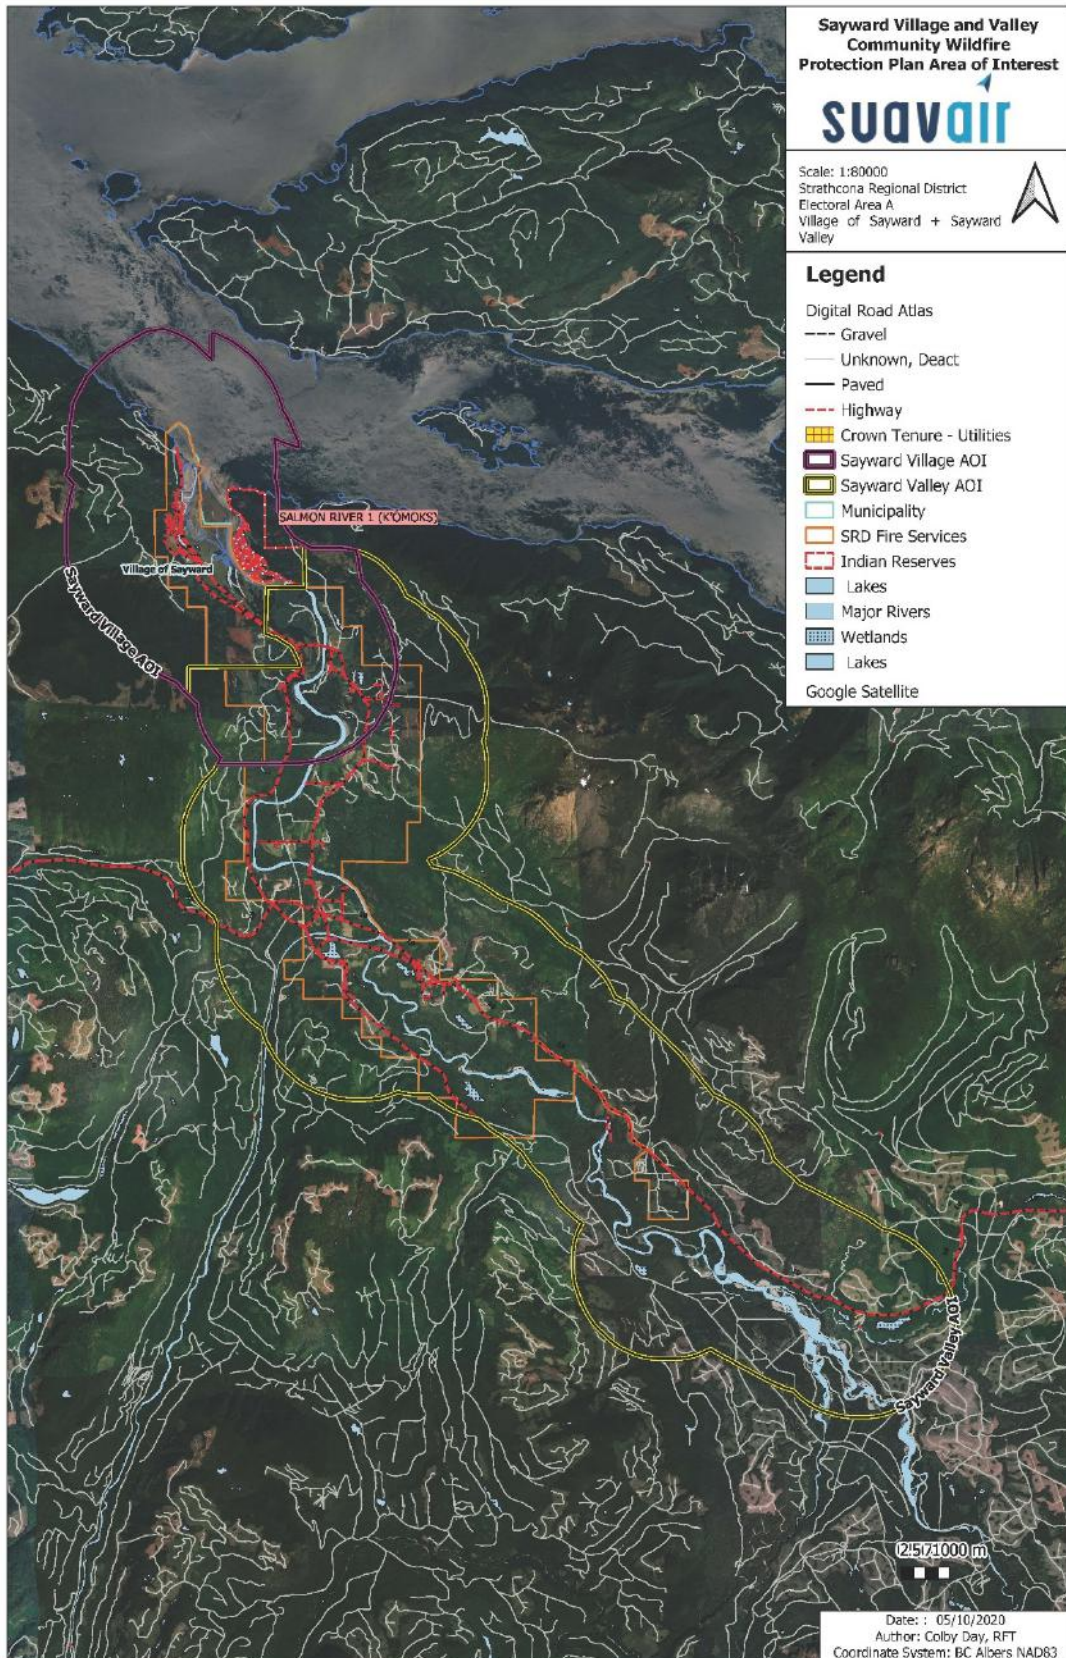 Sayward Village and Valley
Community Wildfire
Protection Plan Area of Interest
suavair
Scale: 1:80000
Strathcona Regional District
Electoral Area A
Village of Sayward + Sayward
Valley
Legend
Digital Road Atlas
Gravel
Unknown, Deact
Paved
Highway
Crown Tenure - Utilities
Sayward Village AOI
Sayward Valley AOI
Municipality
SRD Fire Services
Indian Reserves
Lakes
Major Rivers
Wetlands
Lakes
Google Satellite
SALMON RIVER 1 (K'OMOKS)
Village of Sayward
Sayward Village AOI
Sayward Valley AOI
1000 m
Date: : 05/10/2020
Author: Colby Day, RFT
Coordinate System: BC Albers NAD83